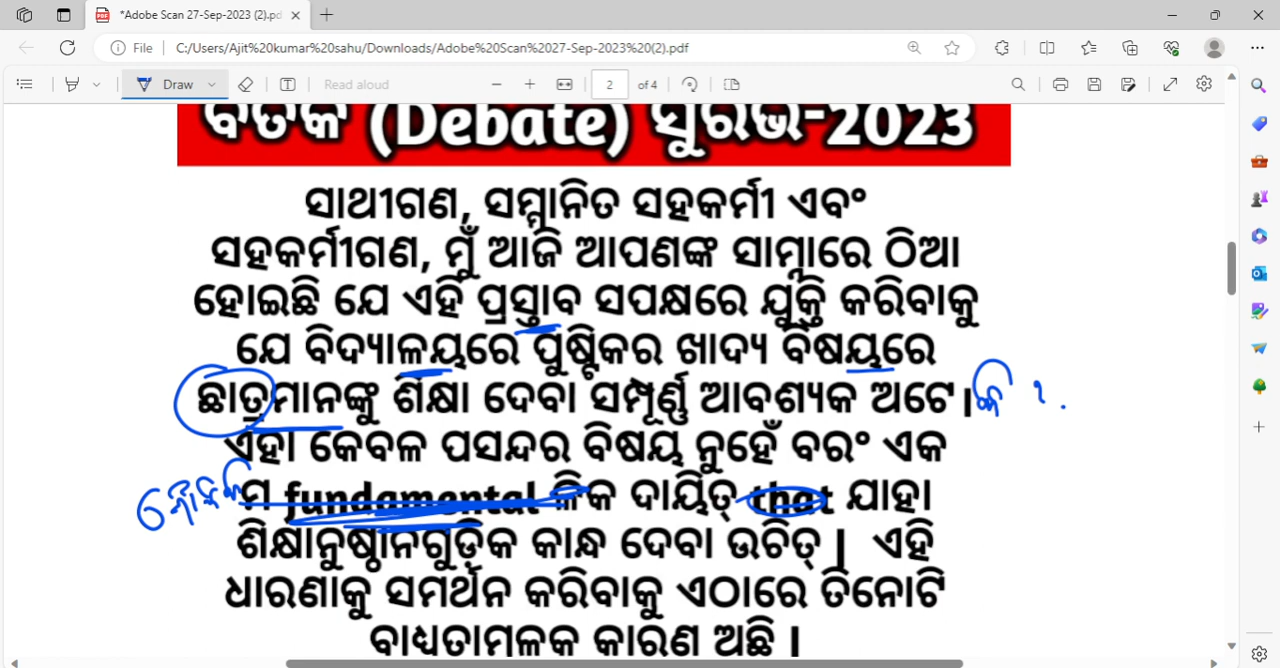 *Adobe Scan 27-Sep-2023 (2).pd
File C:/Users/Ajit%20kumar%20sahu/Downloads/Adobe%20Scan%2027-Sep-2023%20(2).pdf
Draw Read aloud 2 of 4
ବିତର୍କ (Debate) ସୁରଭି-2023
ସାଥୀଗଣ, ସମ୍ମାନିତ ସହକର୍ମୀ ଏବଂ
ସହକର୍ମୀଗଣ, ମୁଁ ଆଜି ଆପଣଙ୍କ ସାମ୍ନାରେ ଠିଆ
ହୋଇଛି ଯେ ଏହି ପ୍ରସ୍ତାବ ସପକ୍ଷରେ ଯୁକ୍ତି କରିବାକୁ
ଯେ ବିଦ୍ୟାଳୟରେ ପୁଷ୍ଟିକର ଖାଦ୍ୟ ବିଷୟରେ
ଛାତ୍ରମାନଙ୍କୁ ଶିକ୍ଷା ଦେବା ସମ୍ପୂର୍ଣ୍ଣ ଆବଶ୍ୟକ ଅଟେ |
ଏହା କେବଳ ପସନ୍ଦର ବିଷୟ ନୁହେଁ ବରଂ ଏକ
ମ fundamental ଳିକ ଦାୟିତ୍ that ଯାହା
ଶିକ୍ଷାନୁଷ୍ଠାନଗୁଡ଼ିକ କାନ୍ଧ ଦେବା ଉଚିତ୍ | ଏହି
ଧାରଣାକୁ ସମର୍ଥନ କରିବାକୁ ଏଠାରେ ତିନୋଟି
ବାଧ୍ୟତାମୂଳକ କାରଣ ଅଛି |